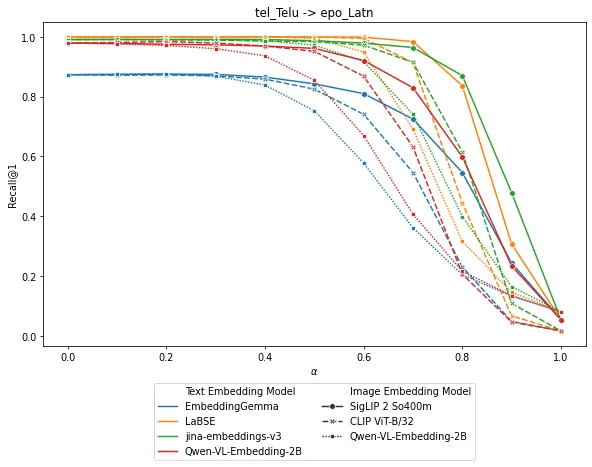 tel_Telu -> epo_Latn
Recall@1
1.0
0.8
0.6
0.4
0.2
0.0
0.0 0.2 0.4 0.6 0.8 1.0
α
Text Embedding Model
EmbeddingGemma
LaBSE
jina-embeddings-v3
Qwen-VL-Embedding-2B
Image Embedding Model
SigLIP 2 So400m
CLIP ViT-B/32
Qwen-VL-Embedding-2B